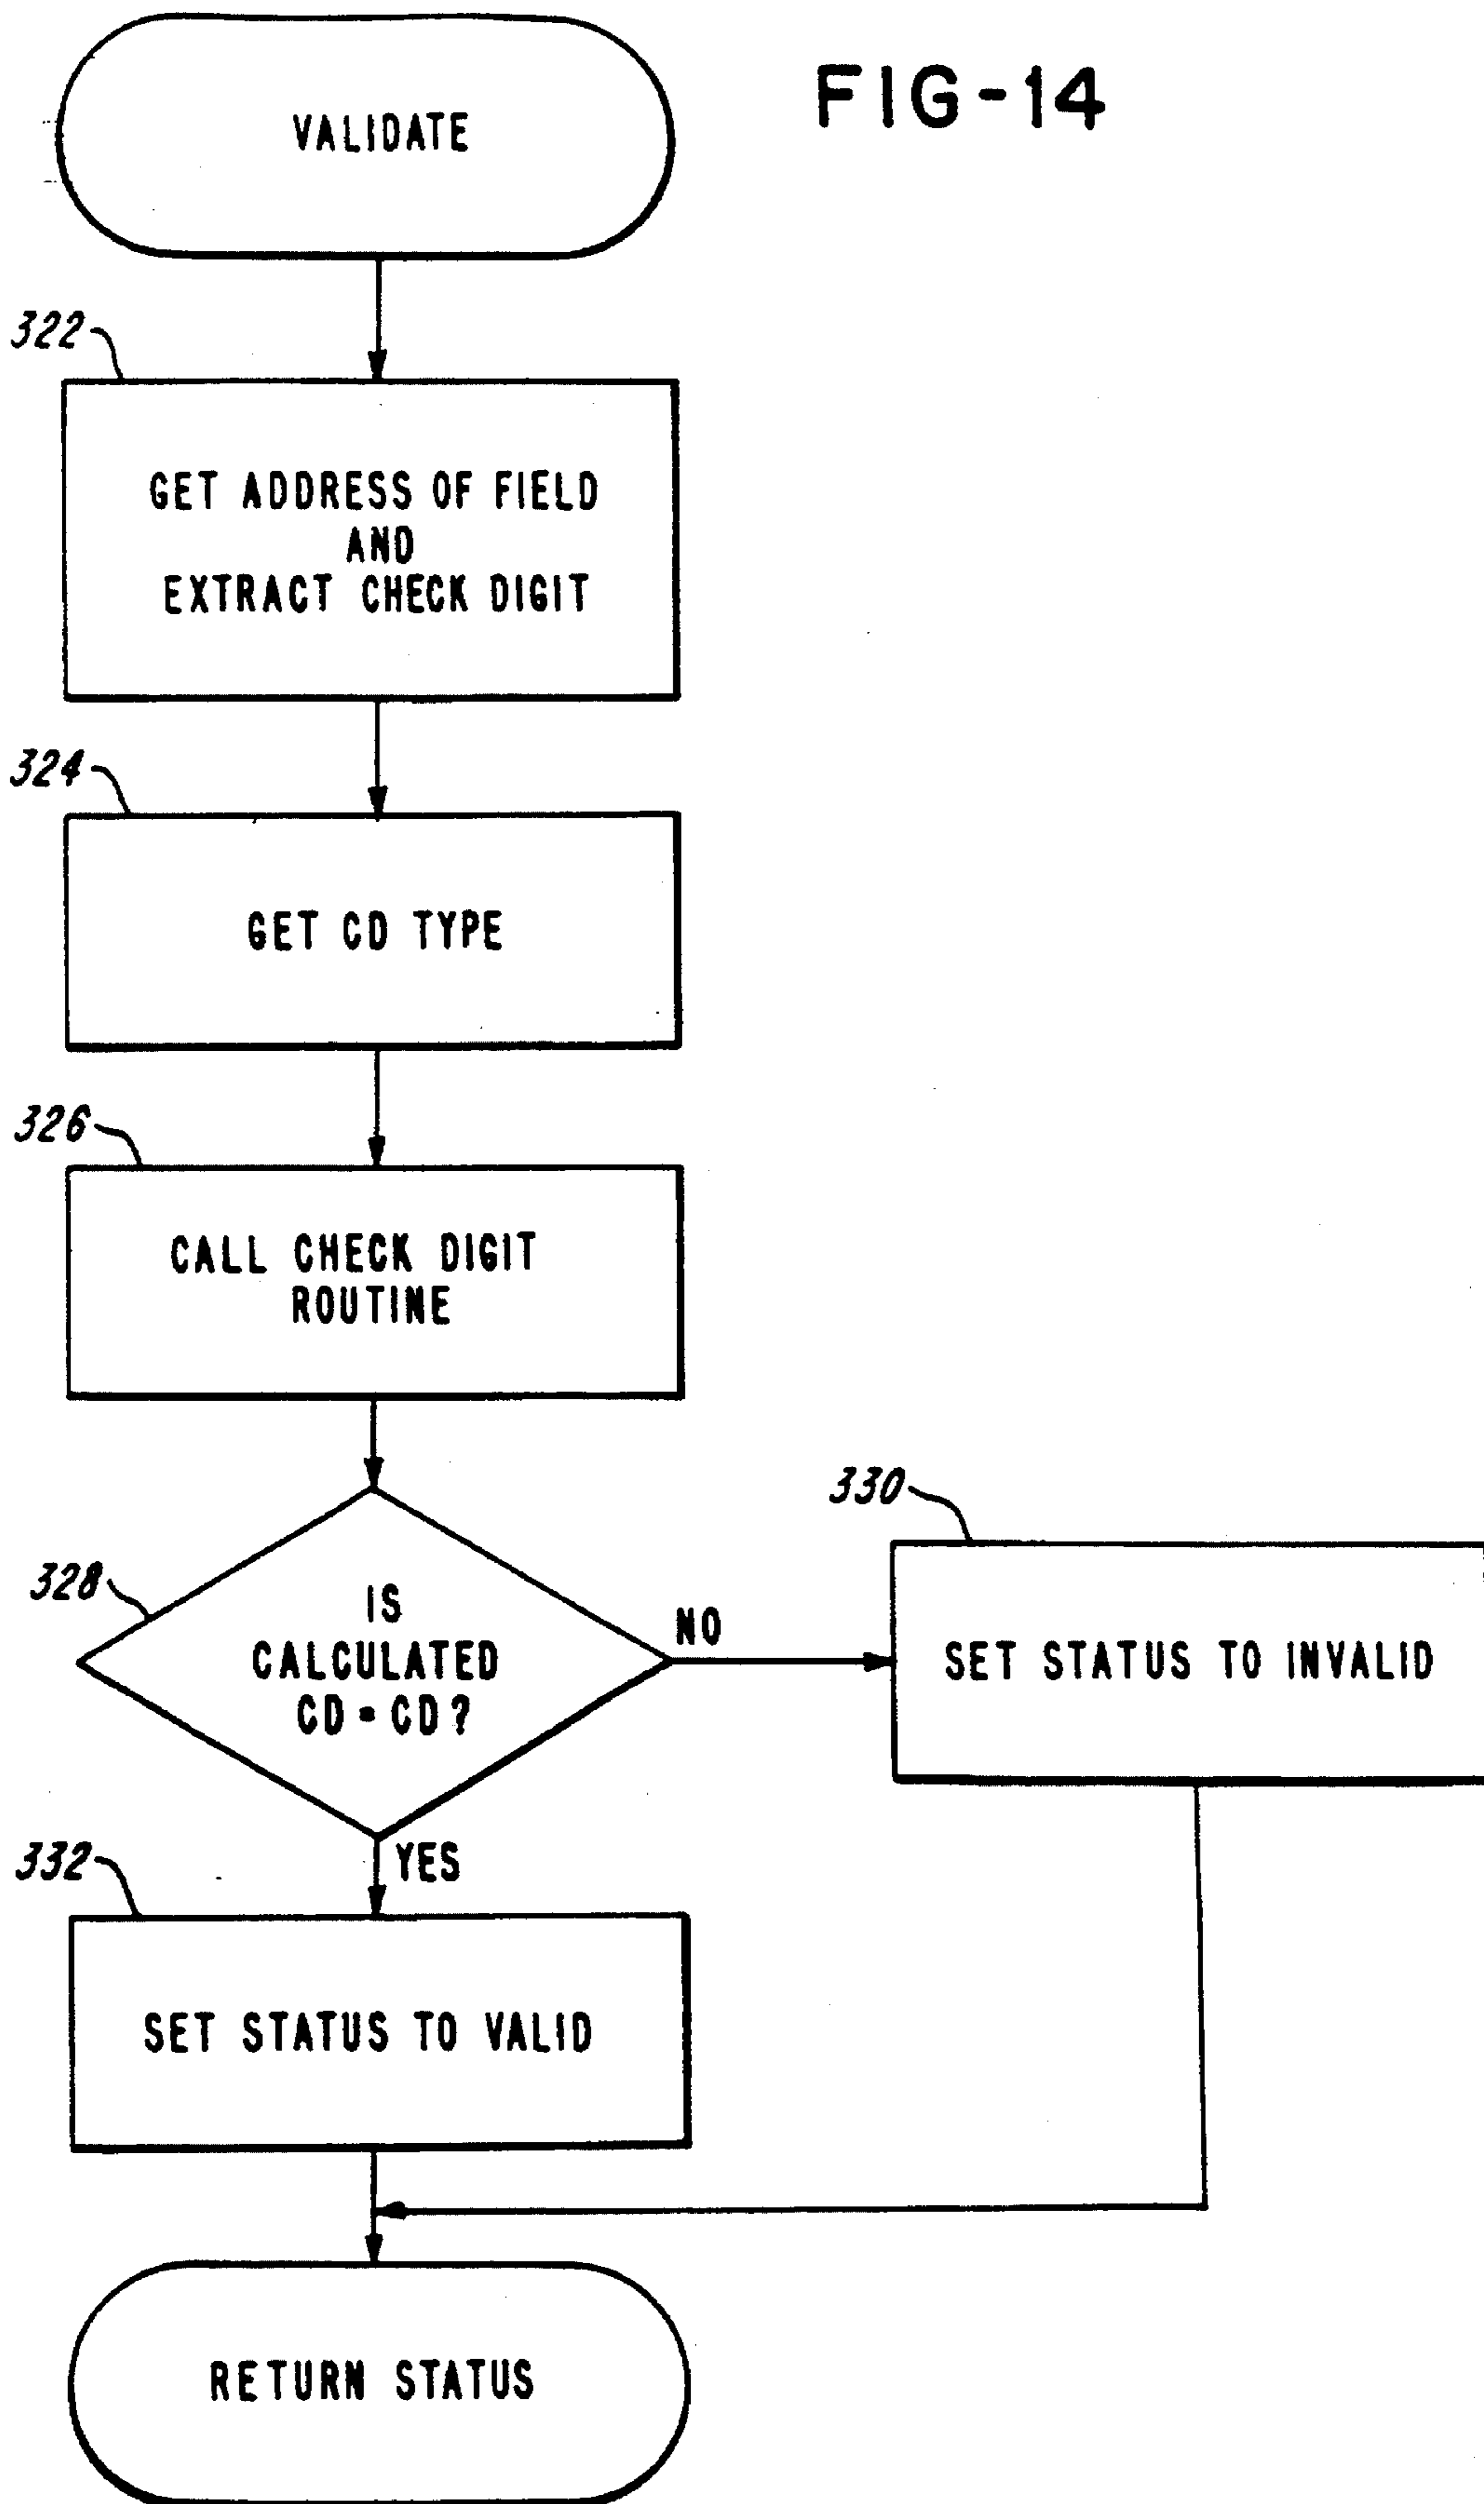 FIG-14
VALIDATE
322
GET ADDRESS OF FIELD
AND
EXTRACT CHECK DIGIT
324
GET CD TYPE
326
CALL CHECK DIGIT
ROUTINE
328
IS
CALCULATED
CD = CD?
NO
330
SET STATUS TO INVALID
YES
332
SET STATUS TO VALID
RETURN STATUS